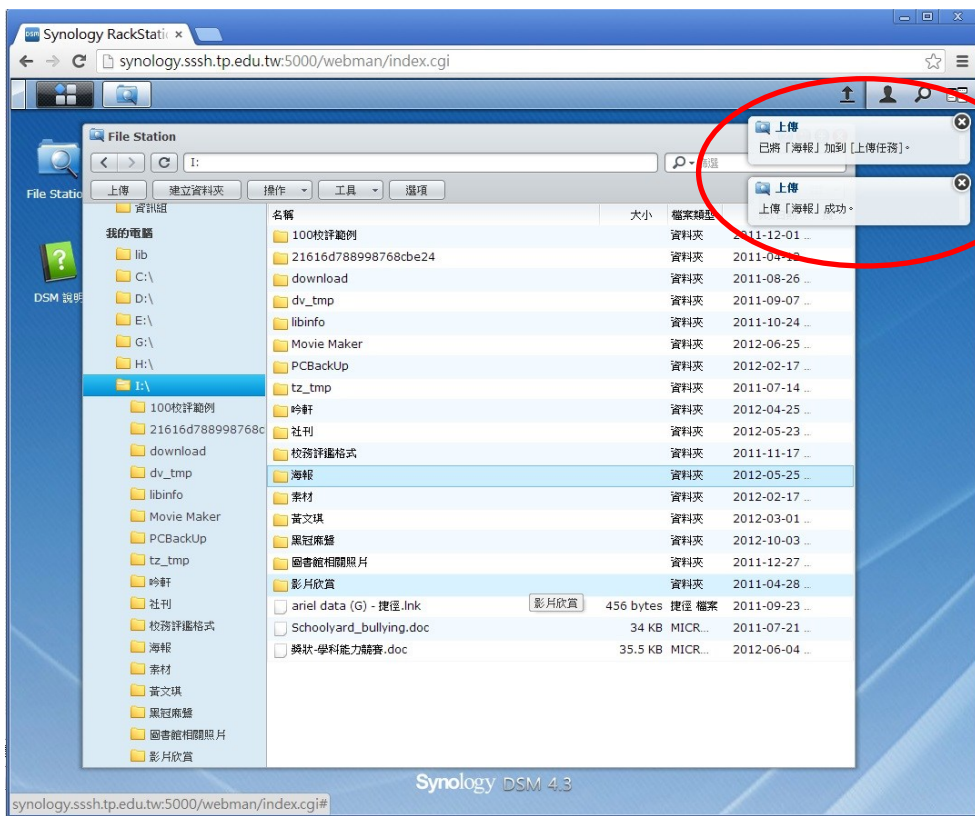 Synology RackStatio
synology.sssh.tp.edu.tw:5000/webman/index.cgi
File Station
DSM 說明
File Station
I:
上傳
建立資料夾
操作
工具
選項
上傳
已將「海報」加到 [上傳任務]。
上傳
上傳「海報」成功。
資訊組
我的電腦
lib
C:\
D:\
E:\
G:\
H:\
I:\
100校評範例
21616d788998768c
download
dv_tmp
libinfo
Movie Maker
PCBackUp
tz_tmp
吟軒
社刊
校務評鑑格式
海報
素材
黃文琪
黑冠麻鷺
圖書館相關照片
影片欣賞
名稱 大小 檔案類型
100校評範例 資料夾 2011-12-01 ...
21616d788998768cbe24 資料夾 2011-04-12 ...
download 資料夾 2011-08-26 ...
dv_tmp 資料夾 2011-09-07 ...
libinfo 資料夾 2011-10-24 ...
Movie Maker 資料夾 2012-06-25 ...
PCBackUp 資料夾 2012-02-17 ...
tz_tmp 資料夾 2011-07-14 ...
吟軒 資料夾 2012-04-25 ...
社刊 資料夾 2012-05-23 ...
校務評鑑格式 資料夾 2011-11-17 ...
海報 資料夾 2012-05-25 ...
素材 資料夾 2012-02-17 ...
黃文琪 資料夾 2012-03-01 ...
黑冠麻鷺 資料夾 2012-10-03 ...
圖書館相關照片 資料夾 2011-12-27 ...
影片欣賞 資料夾 2011-04-28 ...
ariel data (G) - 捷徑.lnk 456 bytes 捷徑 檔案 2011-09-23 ...
影片欣賞
Schoolyard_bullying.doc 34 KB MICR... 2011-07-21 ...
獎狀-學科能力競賽.doc 35.5 KB MICR... 2012-06-04 ...
Synology DSM 4.3
synology.sssh.tp.edu.tw:5000/webman/index.cgi#